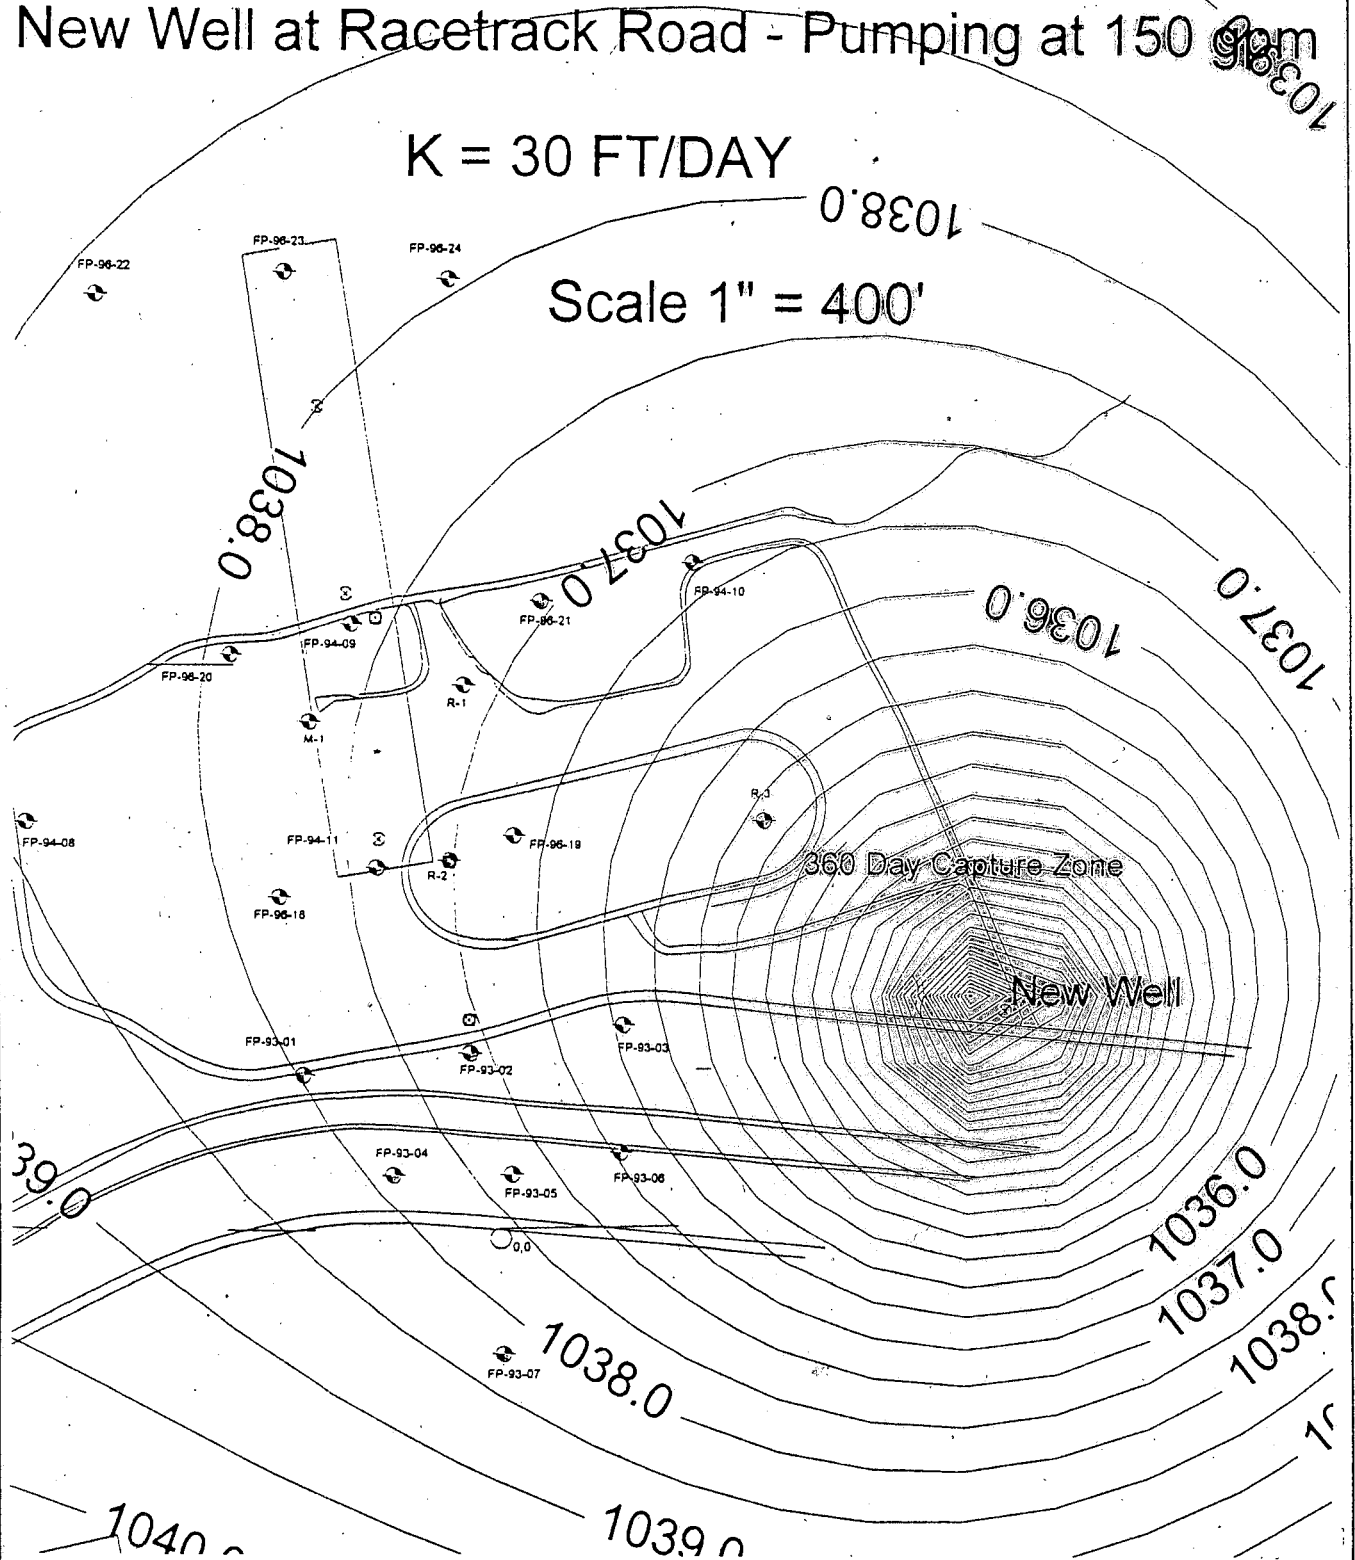 New Well at Racetrack Road - Pumping at 150 gpm
K = 30 FT/DAY
1038.0
FP-96-23
FP-96-24
FP-96-22
Scale 1" = 400'
1038.0
1037.0
1037.0
FP-94-10
1036.0
FP-96-21
FP-94-09
FP-96-20
R-1
M-1
R-3
FP-94-08
FP-94-11
FP-96-19
360 Day Capture Zone
R-2
FP-96-18
New Well
FP-93-01
FP-93-03
FP-93-02
39.0
FP-93-04
FP-93-06
FP-93-05
1036.0
0,0
1037.0
1038.0
1038.0
FP-93-07
1040.0
1039.0